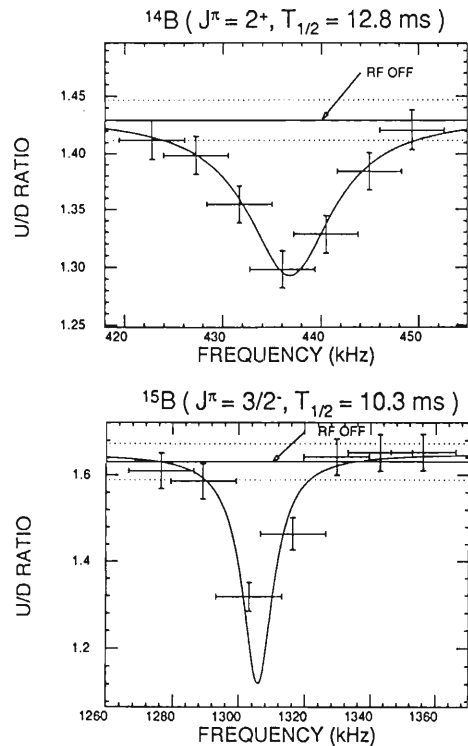 ¹⁴B ( Jπ = 2⁺, T₁/₂ = 12.8 ms )
RF OFF
1.45
1.40
1.35
1.30
1.25
U/D RATIO
420 430 440 450
FREQUENCY (kHz)
¹⁵B ( Jπ = 3/2⁻, T₁/₂ = 10.3 ms )
RF OFF
1.6
1.4
1.2
U/D RATIO
1260 1280 1300 1320 1340 1360
FREQUENCY (kHz)